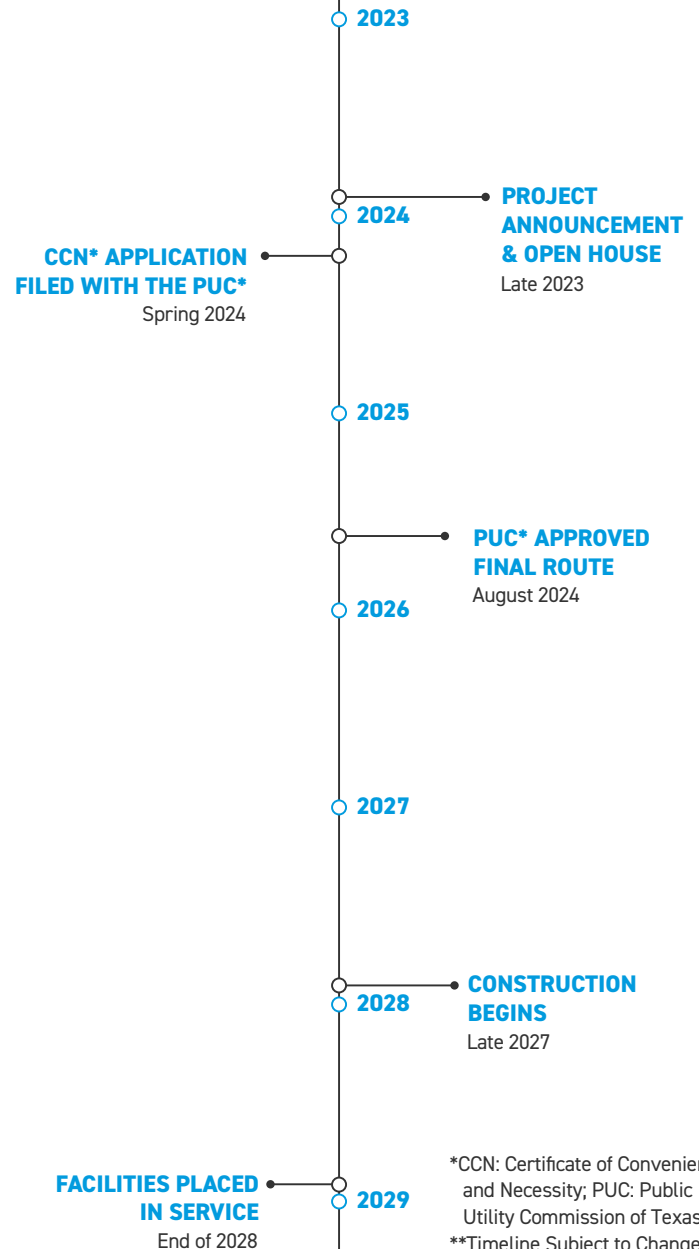 2023
PROJECT
ANNOUNCEMENT
& OPEN HOUSE
Late 2023
2024
CCN* APPLICATION
FILED WITH THE PUC*
Spring 2024
2025
PUC* APPROVED
FINAL ROUTE
August 2024
2026
2027
CONSTRUCTION
BEGINS
Late 2027
2028
FACILITIES PLACED
IN SERVICE
End of 2028
2029
*CCN: Certificate of
and Necessity; PUC: Public
Utility Commission of Texas
**Timeline Subject to Change